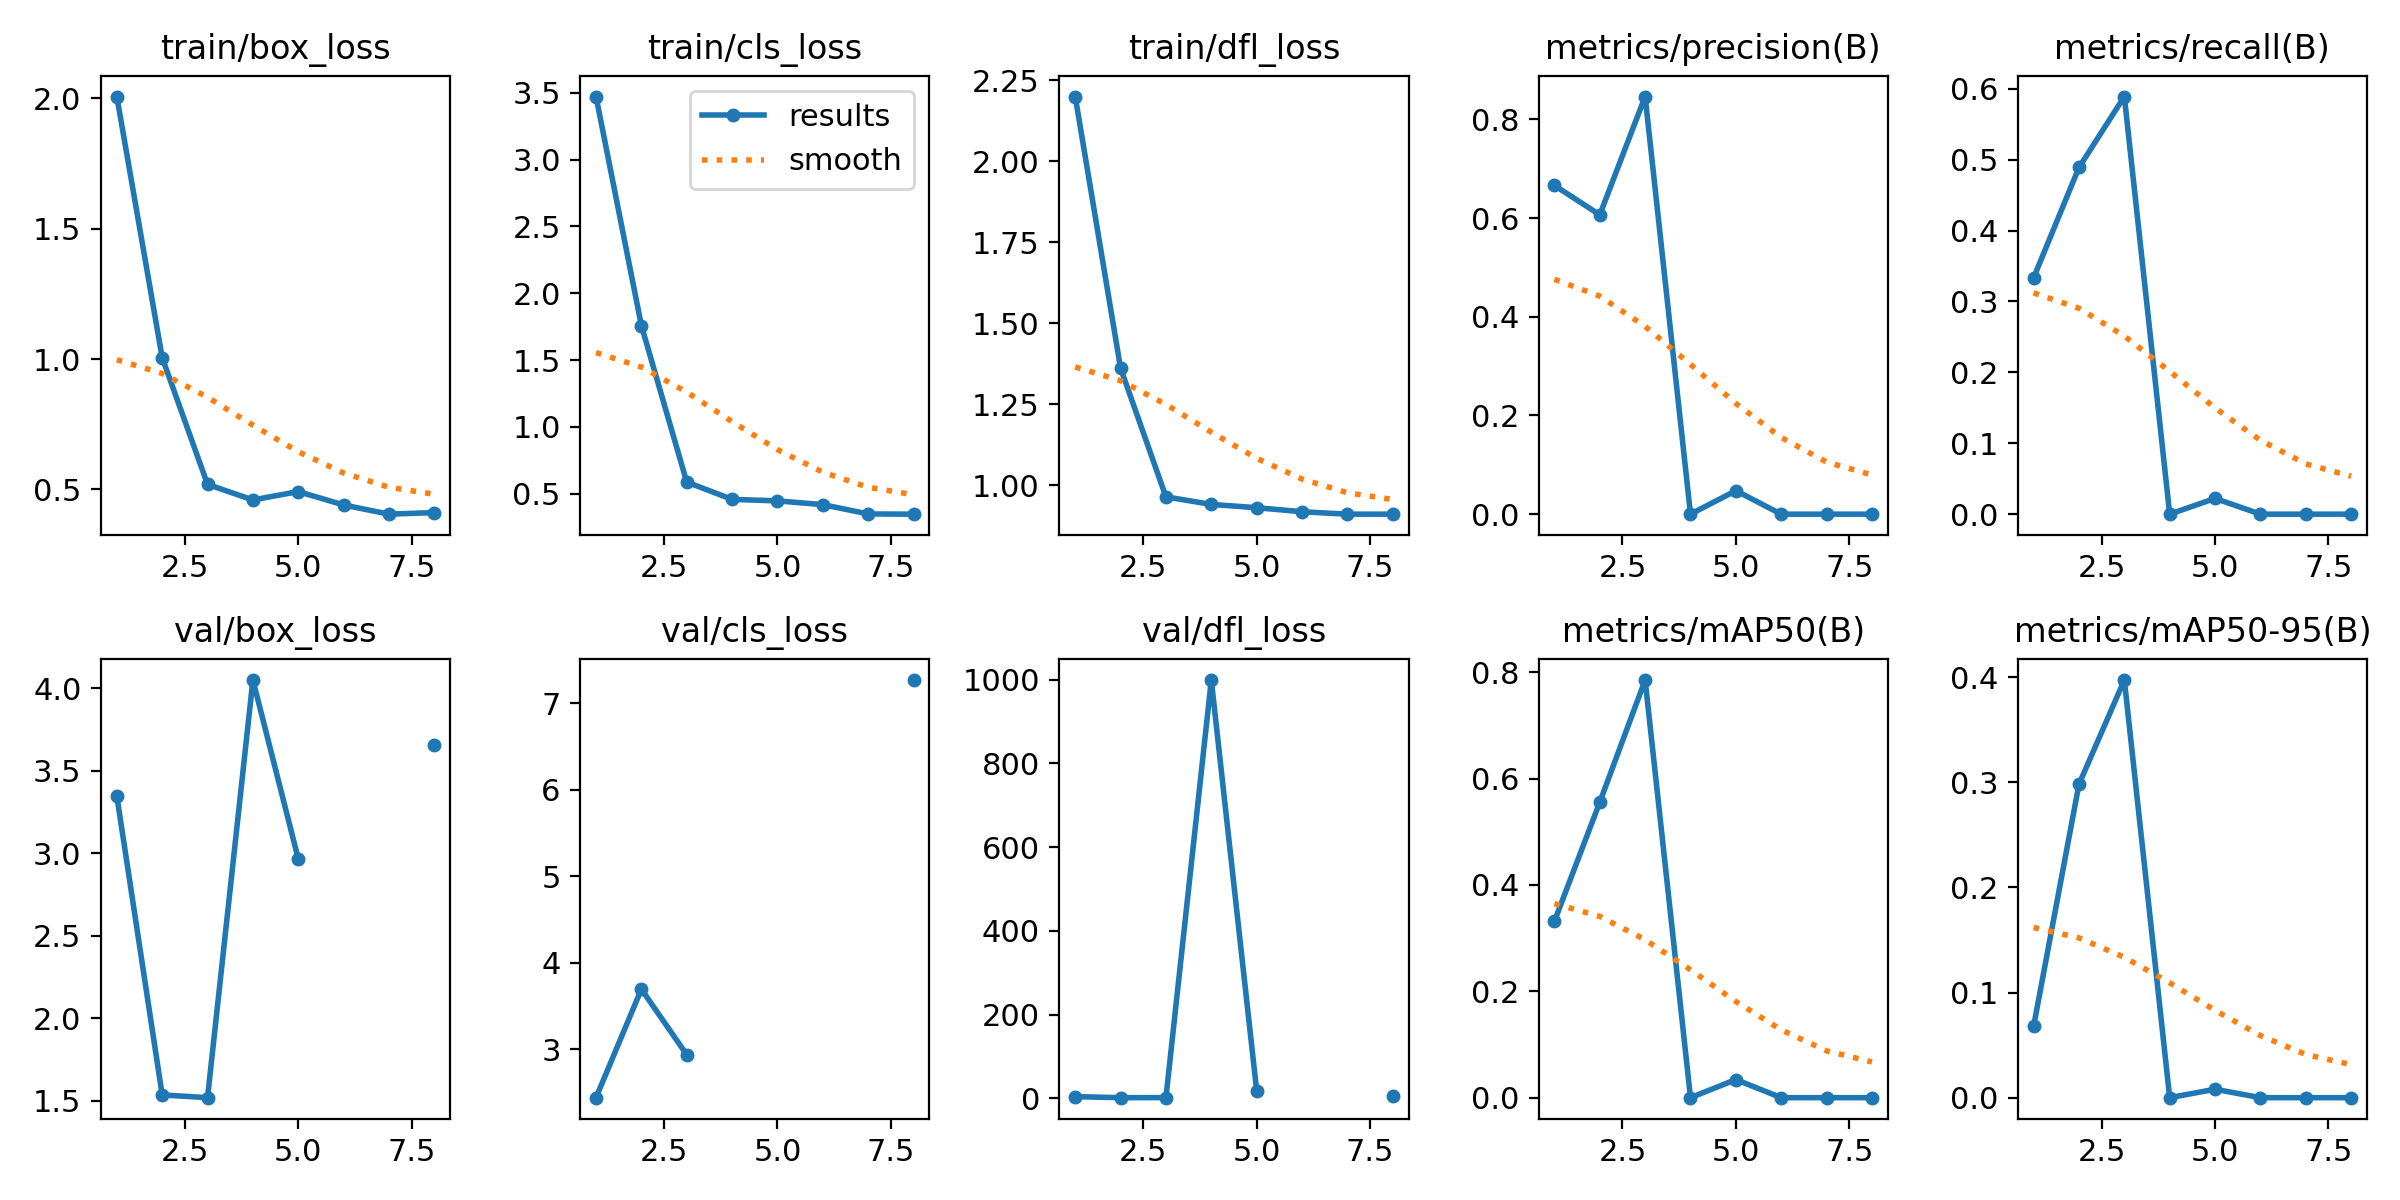 train/box_loss
2.0
1.5
1.0
0.5
2.5 5.0 7.5
train/cls_loss
3.5
3.0
2.5
2.0
1.5
1.0
0.5
2.5 5.0 7.5
results
smooth
train/dfl_loss
2.25
2.00
1.75
1.50
1.25
1.00
2.5 5.0 7.5
metrics/precision(B)
0.8
0.6
0.4
0.2
0.0
2.5 5.0 7.5
metrics/recall(B)
0.6
0.5
0.4
0.3
0.2
0.1
0.0
2.5 5.0 7.5
val/box_loss
4.0
3.5
3.0
2.5
2.0
1.5
2.5 5.0 7.5
val/cls_loss
7
6
5
4
3
2.5 5.0 7.5
val/dfl_loss
1000
800
600
400
200
0
2.5 5.0 7.5
metrics/mAP50(B)
0.8
0.6
0.4
0.2
0.0
2.5 5.0 7.5
metrics/mAP50-95(B)
0.4
0.3
0.2
0.1
0.0
2.5 5.0 7.5